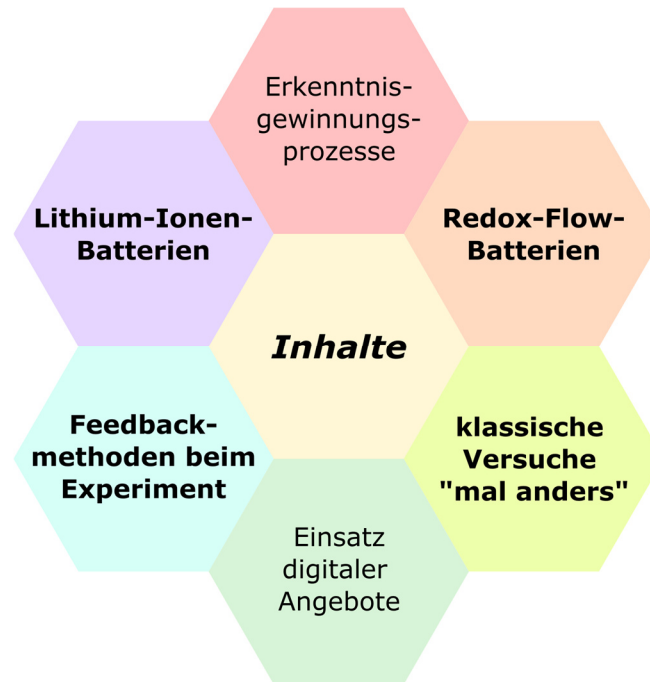 Erkenntnis-
gewinnungs-
prozesse
Lithium-Ionen-
Batterien
Redox-Flow-
Batterien
Inhalte
Feedback-
methoden beim
Experiment
klassische
Versuche
"mal anders"
Einsatz
digitaler
Angebote